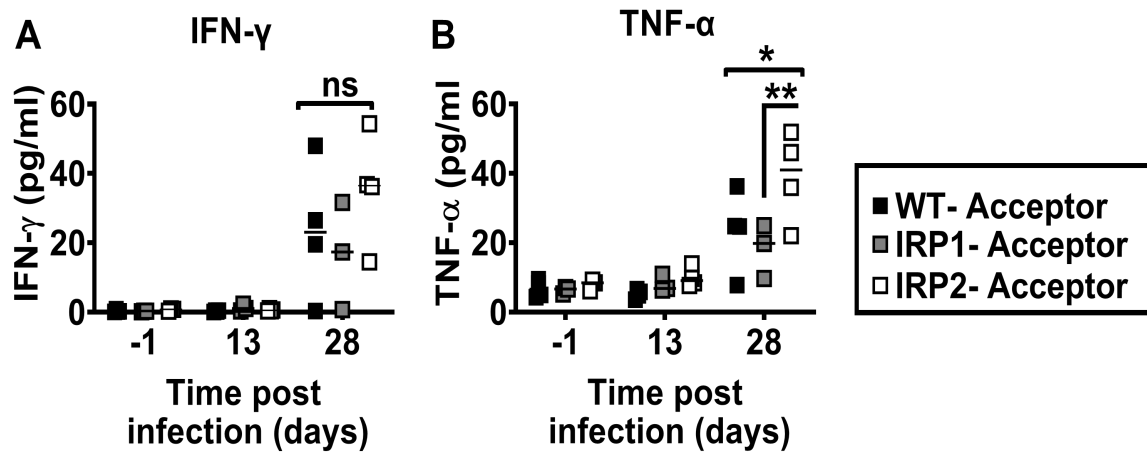 A
IFN-γ
IFN-γ (pg/ml)
60
40
20
0
ns
-1 13 28
Time post
infection (days)
B
TNF-α
TNF-α (pg/ml)
60
40
20
0
*
**
-1 13 28
Time post
infection (days)
WT- Acceptor
IRP1- Acceptor
IRP2- Acceptor